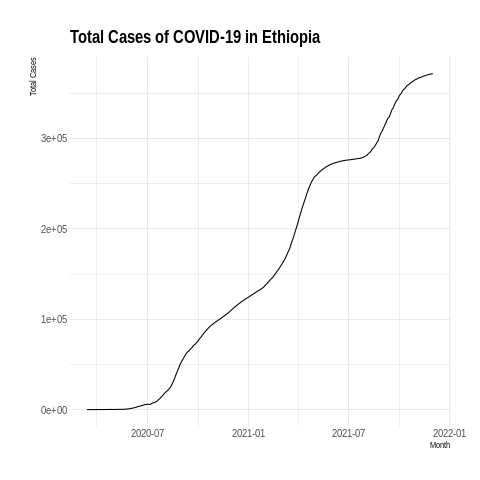 Total Cases of COVID-19 in Ethiopia
Total Cases
3e+05
2e+05
1e+05
0e+00
2020-07 2021-01 2021-07 2022-01
Month